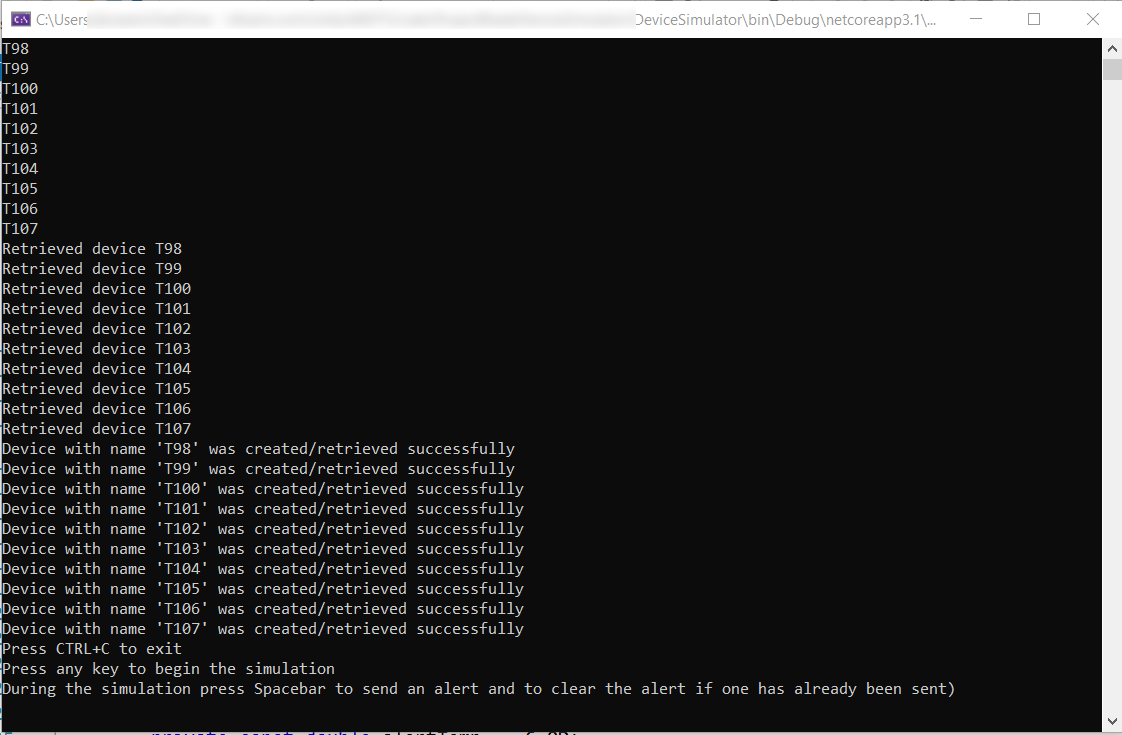 C:\Users
DeviceSimulator\bin\Debug\netcoreapp3.1\...
T98
T99
T100
T101
T102
T103
T104
T105
T106
T107
Retrieved device T98
Retrieved device T99
Retrieved device T100
Retrieved device T101
Retrieved device T102
Retrieved device T103
Retrieved device T104
Retrieved device T105
Retrieved device T106
Retrieved device T107
Device with name 'T98' was created/retrieved successfully
Device with name 'T99' was created/retrieved successfully
Device with name 'T100' was created/retrieved successfully
Device with name 'T101' was created/retrieved successfully
Device with name 'T102' was created/retrieved successfully
Device with name 'T103' was created/retrieved successfully
Device with name 'T104' was created/retrieved successfully
Device with name 'T105' was created/retrieved successfully
Device with name 'T106' was created/retrieved successfully
Device with name 'T107' was created/retrieved successfully
Press CTRL+C to exit
Press any key to begin the simulation
During the simulation press Spacebar to send an alert and to clear the alert if one has already been sent)